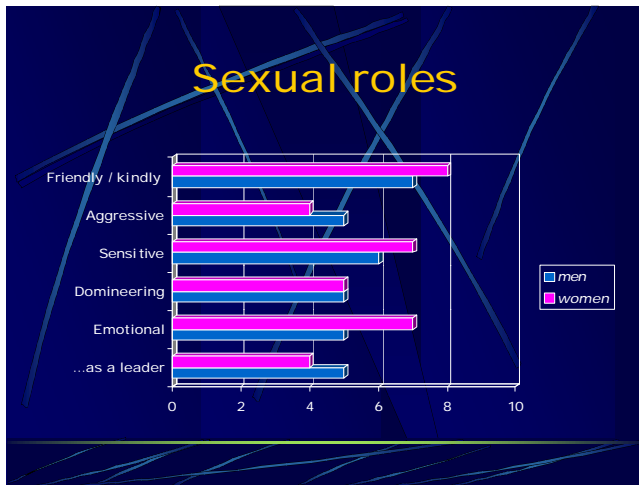 Sexual roles
Friendly / kindly
Aggressive
Sensitive
Domineering
Emotional
...as a leader
0 2 4 6 8 10
men
women